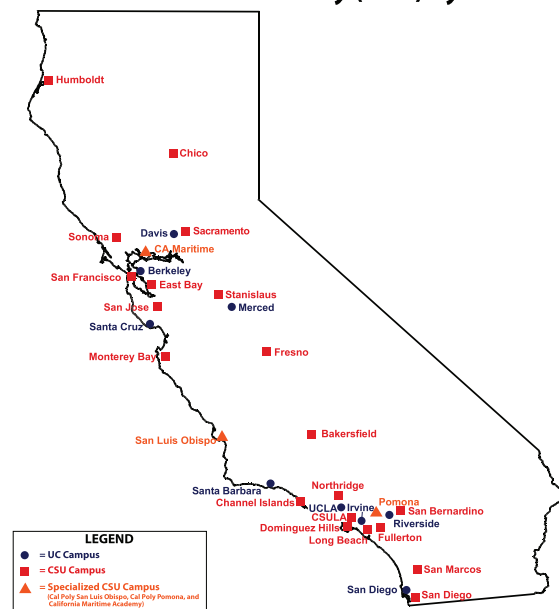 Humboldt
Chico
Davis
Sacramento
Sonoma
CA Maritime
Berkeley
San Francisco
East Bay
Stanislaus
San Jose
Merced
Santa Cruz
Monterey Bay
Fresno
Bakersfield
San Luis Obispo
Santa Barbara
Northridge
Channel Islands
UCLA
Irvine
Pomona
San Bernardino
CSULA
Riverside
Dominguez Hills
Fullerton
Long Beach
San Marcos
San Diego
San Diego
LEGEND
= UC Campus
= CSU Campus
= Specialized CSU Campus
(Cal Poly San Luis Obispo, Cal Poly Pomona, and
California Maritime Academy)